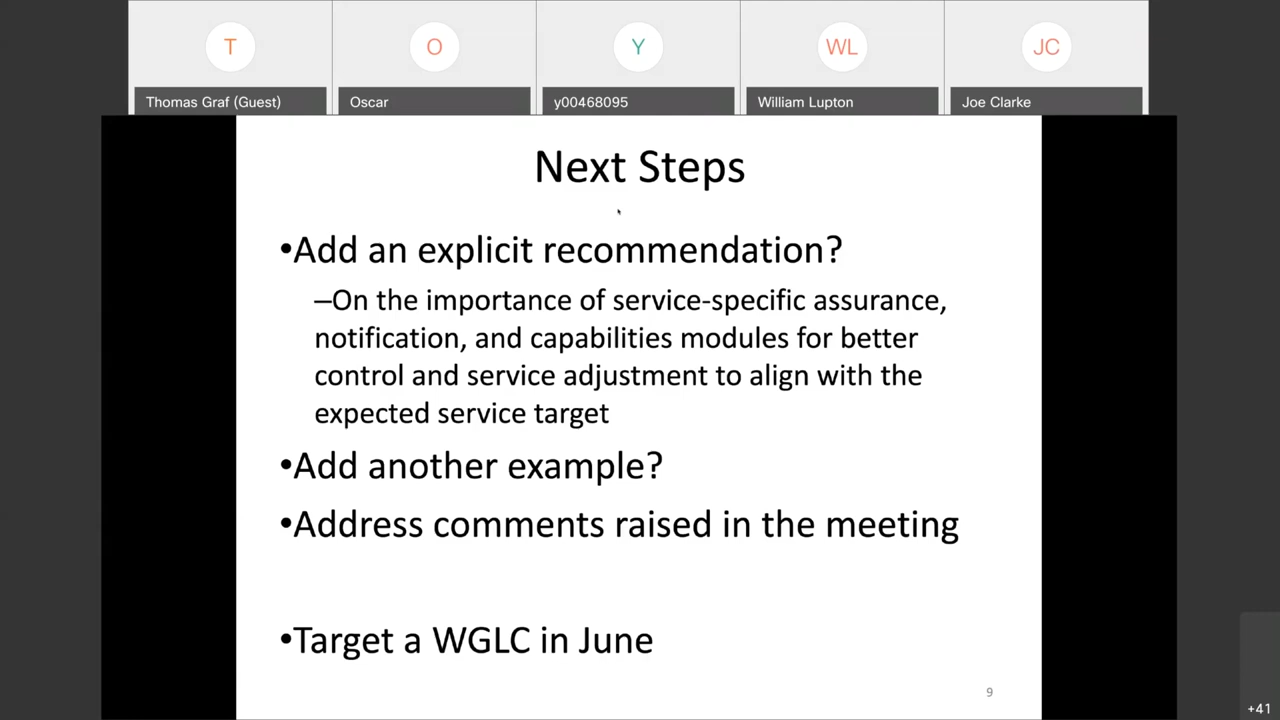 T
O
Y
WL
JC
Thomas Graf (Guest)
Oscar
y00468095
William Lupton
Joe Clarke
Next Steps
•Add an explicit recommendation?
–On the importance of service-specific assurance,
notification, and capabilities modules for better
control and service adjustment to align with the
expected service target
•Add another example?
•Address comments raised in the meeting
•Target a WGLC in June
9
+41